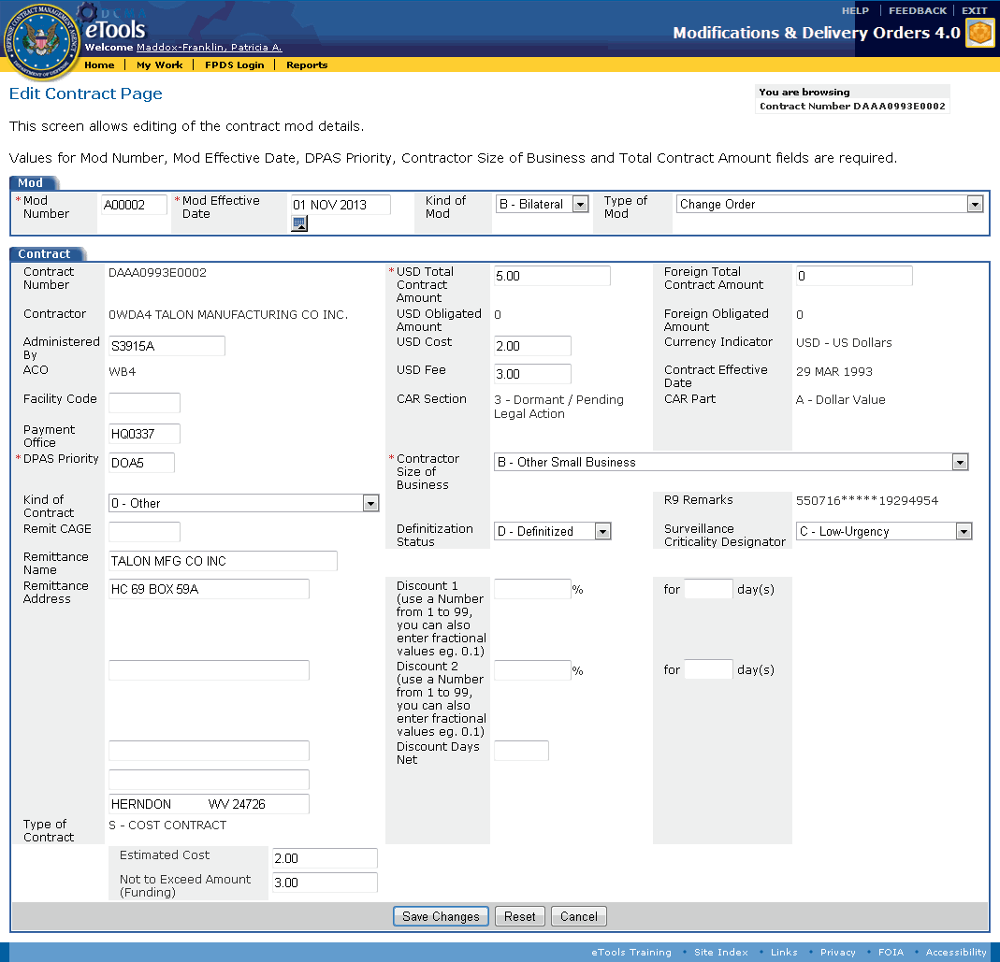 HELP | FEEDBACK | EXIT
DCMA
eTools
Modifications & Delivery Orders 4.0
Welcome Maddox-Franklin, Patricia A.
DEFENSE CONTRACT MANAGEMENT AGENCY
DEPARTMENT OF DEFENSE
Home | My Work | FPDS Login | Reports
Edit Contract Page
You are browsing
Contract Number DAAA0993E0002
This screen allows editing of the contract mod details.
Values for Mod Number, Mod Effective Date, DPAS Priority, Contractor Size of Business and Total Contract Amount fields are required.
Mod
*Mod Number A00002 *Mod Effective Date 01 NOV 2013 Kind of Mod B - Bilateral Type of Mod Change Order
Contract
Contract Number DAAA0993E0002 *USD Total Contract Amount 5.00 Foreign Total Contract Amount 0
Contractor 0WDA4 TALON MANUFACTURING CO INC. USD Obligated Amount 0 Foreign Obligated Amount 0
Administered By S3915A USD Cost 2.00 Currency Indicator USD - US Dollars
ACO WB4 USD Fee 3.00 Contract Effective Date 29 MAR 1993
Facility Code CAR Section 3 - Dormant / Pending Legal Action CAR Part A - Dollar Value
Payment Office HQ0337
*DPAS Priority DOA5 *Contractor Size of Business B - Other Small Business
Kind of Contract 0 - Other R9 Remarks 550716*****19294954
Remit CAGE Definitization Status D - Definitized Surveillance Criticality Designator C - Low-Urgency
Remittance Name TALON MFG CO INC
Remittance Address HC 69 BOX 59A Discount 1 (use a Number from 1 to 99, you can also enter fractional values eg. 0.1) % for day(s)
Discount 2 (use a Number from 1 to 99, you can also enter fractional values eg. 0.1) % for day(s)
Discount Days Net
HERNDON WV 24726
Type of Contract S - COST CONTRACT
Estimated Cost 2.00
Not to Exceed Amount (Funding) 3.00
Save Changes Reset Cancel
eTools Training • Site Index • Links • Privacy • FOIA • Accessibility